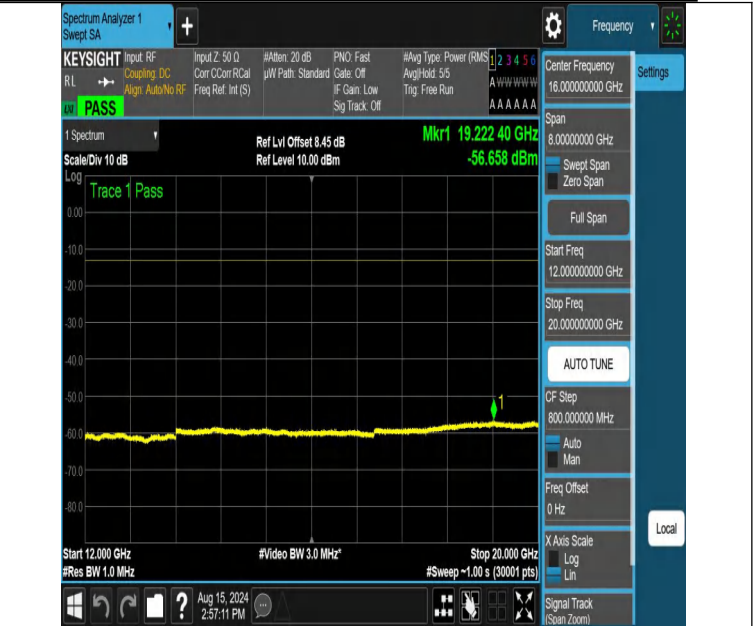 Spectrum Analyzer 1
Swept SA
Frequency
KEYSIGHT
RL
PASS
Input: RF
Coupling: DC
Align: Auto/No RF
Input Z: 50 Ω
Corr CCorr RCal
Freq Ref: Int (S)
#Atten: 20 dB
µW Path: Standard
PNO: Fast
Gate: Off
IF Gain: Low
Sig Track: Off
#Avg Type: Power (RMS
Avg|Hold: 5/5
Trig: Free Run
1 2 3 4 5 6
A W W W W W
A A A A A A
1 Spectrum
Scale/Div 10 dB
Ref Lvl Offset 8.45 dB
Ref Level 10.00 dBm
Mkr1 19.222 40 GHz
-56.658 dBm
Log
Trace 1 Pass
0.00
-10.0
-20.0
-30.0
-40.0
-50.0
-60.0
-70.0
-80.0
1
Start 12.000 GHz
#Res BW 1.0 MHz
#Video BW 3.0 MHz*
Stop 20.000 GHz
#Sweep ~1.00 s (30001 pts)
Aug 15, 2024
2:57:11 PM
Center Frequency
16.000000000 GHz
Settings
Span
8.00000000 GHz
Swept Span
Zero Span
Full Span
Start Freq
12.000000000 GHz
Stop Freq
20.000000000 GHz
AUTO TUNE
CF Step
800.000000 MHz
Auto
Man
Freq Offset
0 Hz
Local
X Axis Scale
Log
Lin
Signal Track
(Span Zoom)